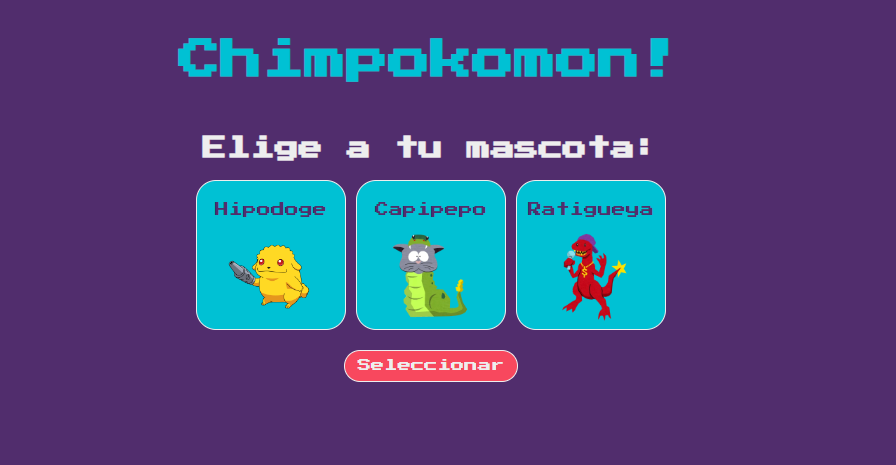 Chimpokomon!
Elige a tu mascota:
Hipodoge Capipepo Ratigueya
Seleccionar